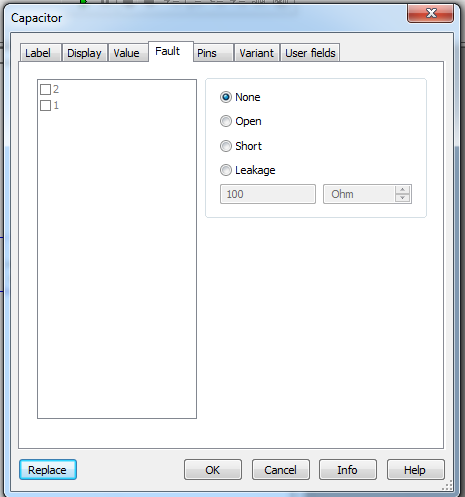 Capacitor
Label Display Value Fault Pins Variant User fields
2
1
None
Open
Short
Leakage
100 Ohm
Replace OK Cancel Info Help